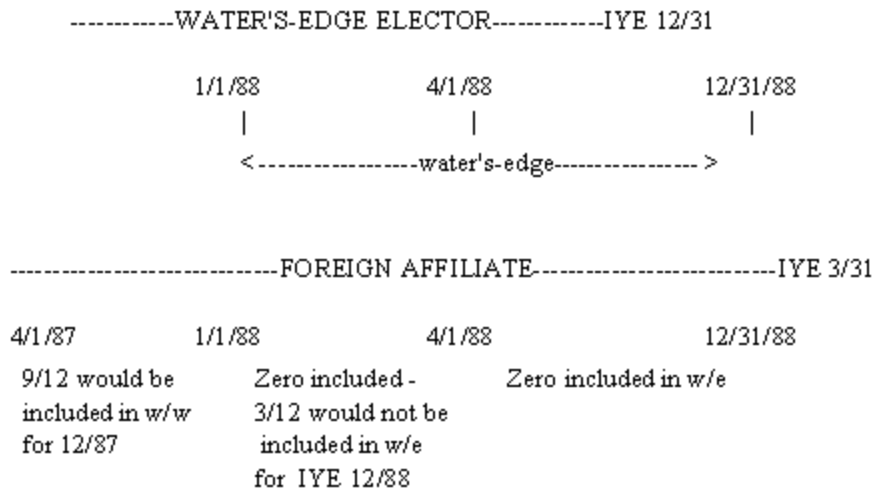 -----------WATER'S-EDGE ELECTOR------------IYE 12/31
1/1/88 4/1/88 12/31/88
| | |
<-------------------water's-edge---------------->
----------------------------FOREIGN AFFILIATE--------------------------IYE 3/31
4/1/87 1/1/88 4/1/88 12/31/88
9/12 would be Zero included - Zero included in w/e
included in w/w 3/12 would not be
for 12/87 included in w/e
for IYE 12/88